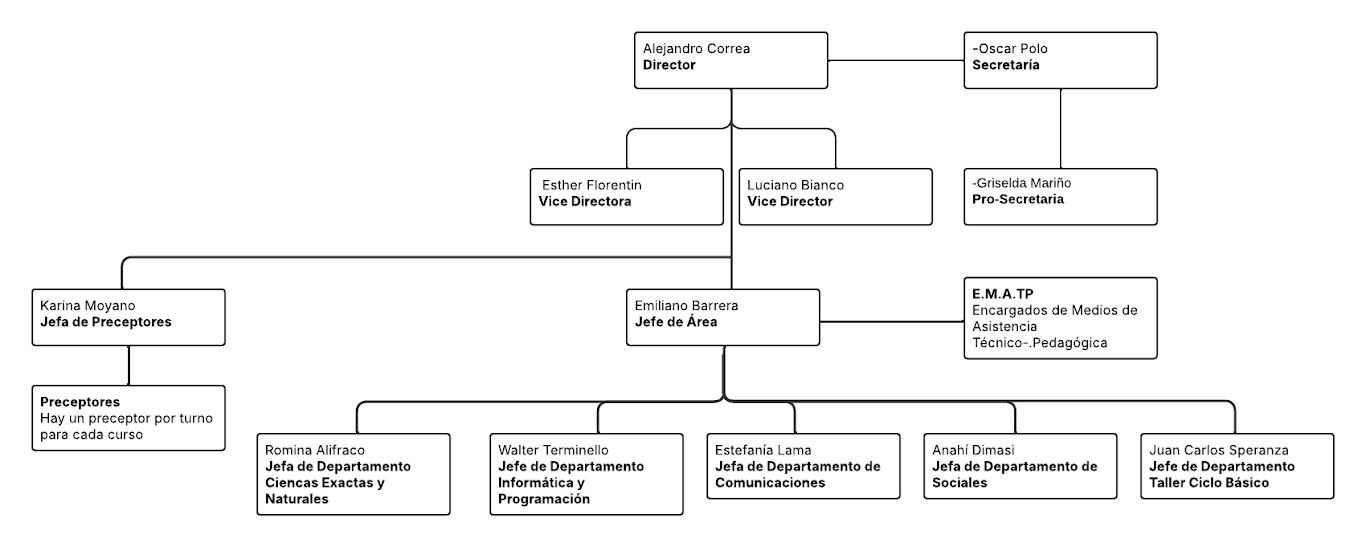 Alejandro Correa
Director
-Oscar Polo
Secretaría
Esther Florentin
Vice Directora
Luciano Bianco
Vice Director
-Griselda Mariño
Pro-Secretaria
Karina Moyano
Jefa de Preceptores
Emiliano Barrera
Jefe de Área
E.M.A.TP
Encargados de Medios de
Asistencia
Técnico-.Pedagógica
Preceptores
Hay un preceptor por turno
para cada curso
Romina Alifraco
Jefa de Departamento
Ciencas Exactas y
Naturales
Walter Terminello
Jefe de Departamento
Informática y
Programación
Estefanía Lama
Jefa de Departamento de
Comunicaciones
Anahí Dimasi
Jefa de Departamento de
Sociales
Juan Carlos Speranza
Jefe de Departamento
Taller Ciclo Básico